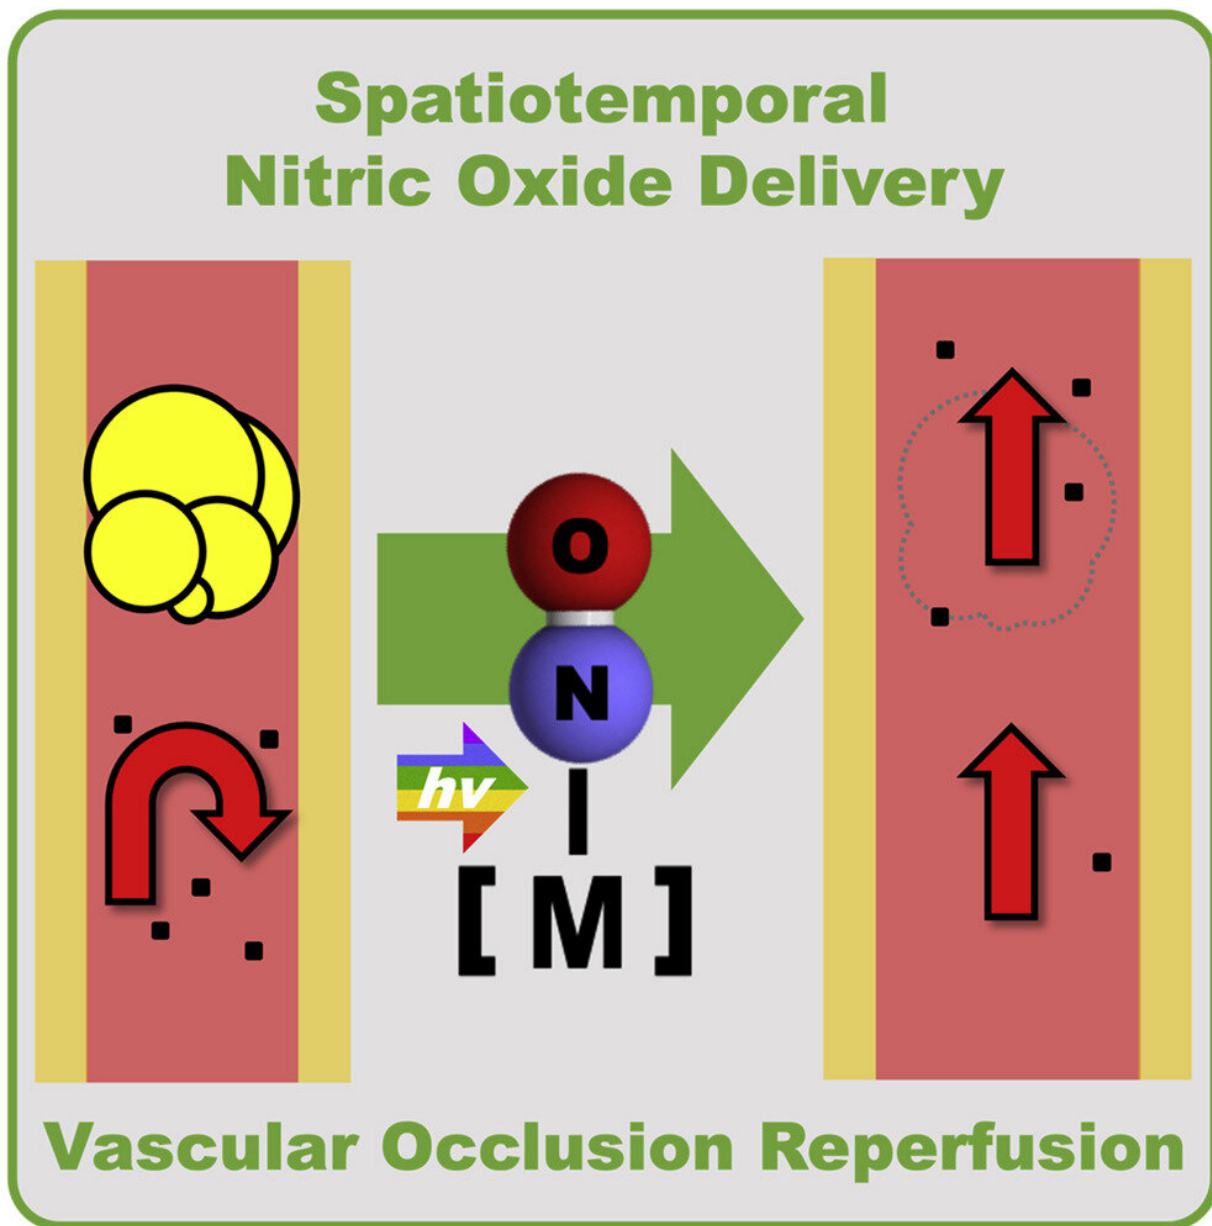 Spatiotemporal
Nitric Oxide Delivery
O
N
hv
[ M ]
Vascular Occlusion Reperfusion